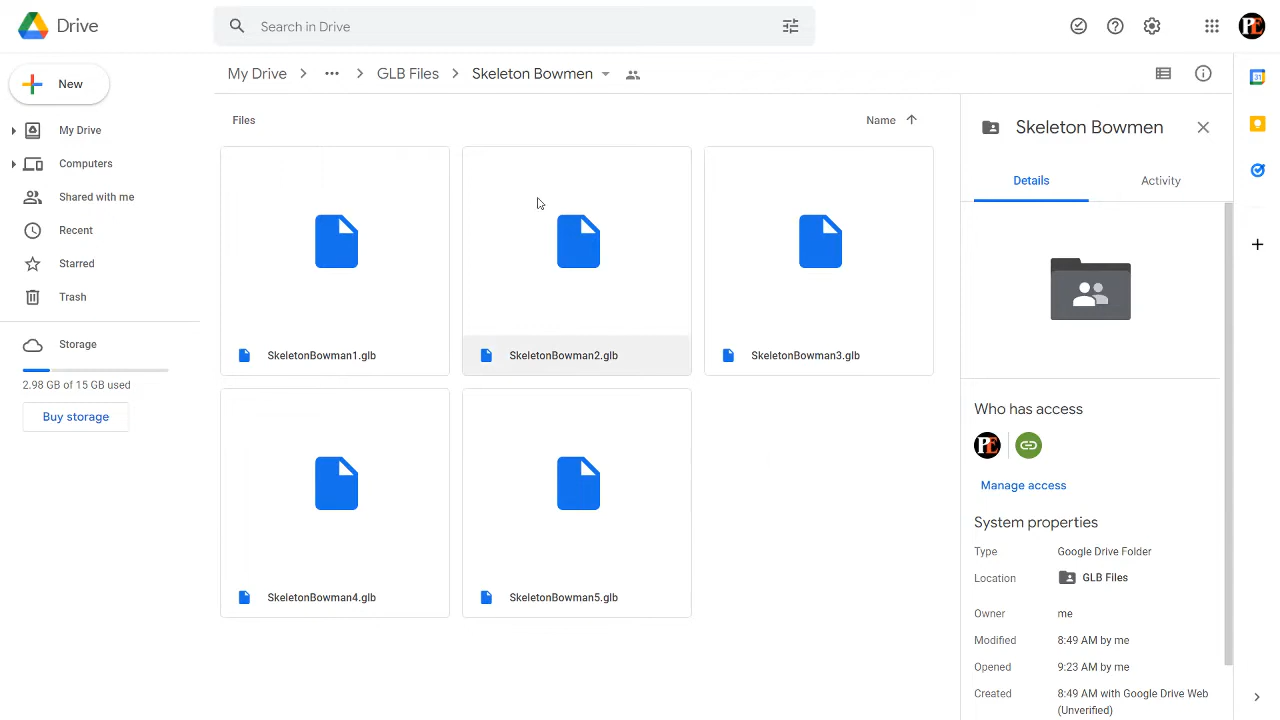 Drive
Search in Drive
PE
New
My Drive
Computers
Shared with me
Recent
Starred
Trash
Storage
2.98 GB of 15 GB used
Buy storage
My Drive > ... > GLB Files > Skeleton Bowmen
Files
Name
SkeletonBowman1.glb
SkeletonBowman2.glb
SkeletonBowman3.glb
SkeletonBowman4.glb
SkeletonBowman5.glb
Skeleton Bowmen
Details Activity
Who has access
PE
Manage access
System properties
Type Google Drive Folder
Location GLB Files
Owner me
Modified 8:49 AM by me
Opened 9:23 AM by me
Created 8:49 AM with Google Drive Web
(Unverified)
31